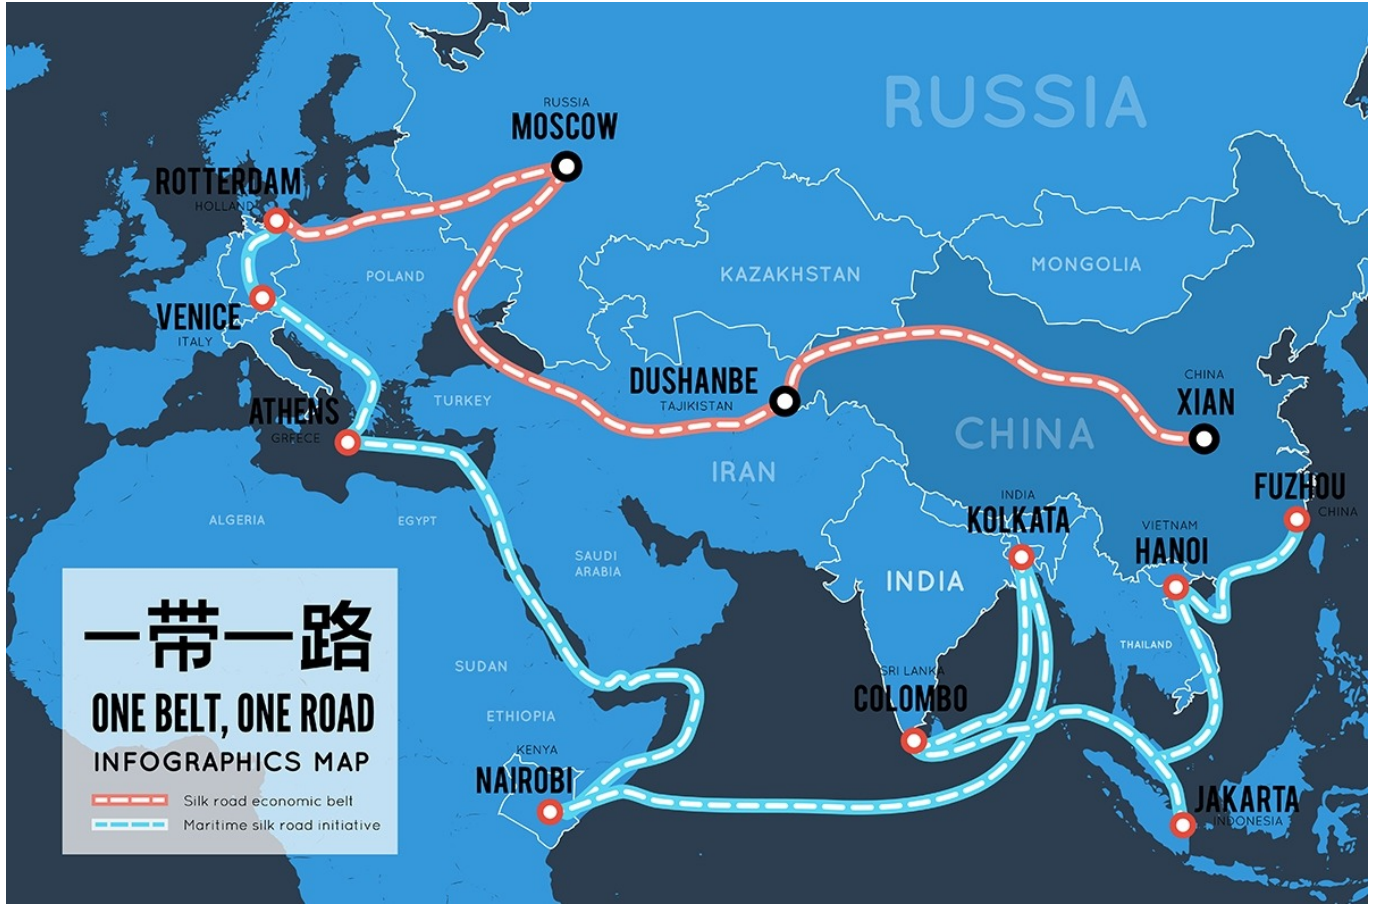 RUSSIA
RUSSIA
MOSCOW
ROTTERDAM
HOLLAND
POLAND
KAZAKHSTAN
MONGOLIA
VENICE
ITALY
DUSHANBE
TAJIKISTAN
CHINA
XIAN
ATHENS
GREECE
TURKEY
CHINA
IRAN
FUZHOU
CHINA
INDIA
KOLKATA
VIETNAM
HANOI
ALGERIA
EGYPT
SAUDI
ARABIA
INDIA
THAILAND
SUDAN
SRI LANKA
COLOMBO
ETHIOPIA
KENYA
NAIROBI
JAKARTA
INDONESIA
一带一路
ONE BELT, ONE ROAD
INFOGRAPHICS MAP
Silk road economic belt
Maritime silk road initiative